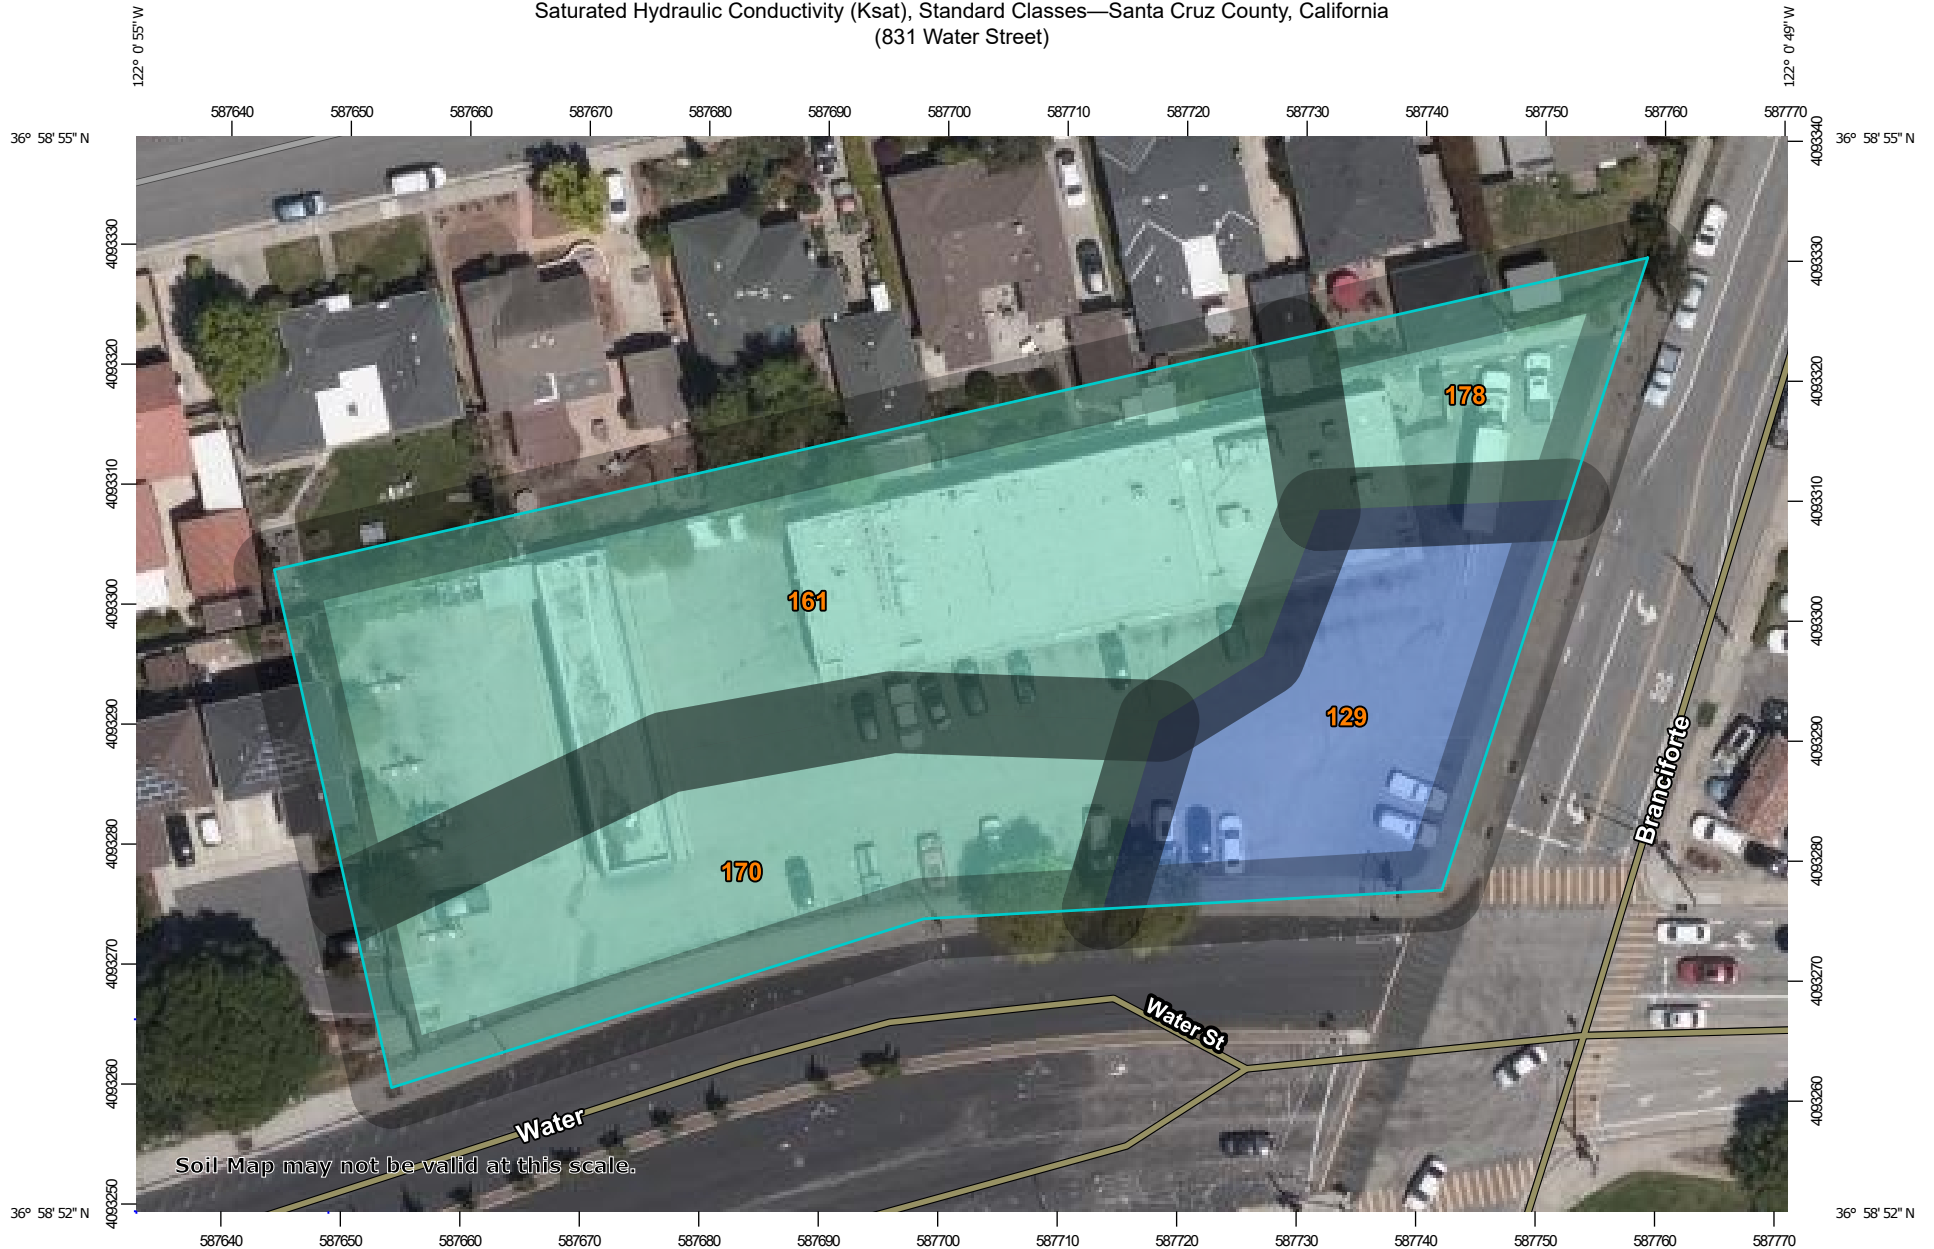 Saturated Hydraulic Conductivity (Ksat), Standard Classes—Santa Cruz County, California
(831 Water Street)
122° 0' 55" W
122° 0' 49" W
587640 587650 587660 587670 587680 587690 587700 587710 587720 587730 587740 587750 587760 587770
36° 58' 55" N
36° 58' 55" N
4093340
4093330
4093330
4093320
4093320
178
4093310
4093310
161
4093300
4093300
129
4093290
4093290
Branciforte
170
4093280
4093280
4093270
4093270
Water St
4093260
4093260
Water
Soil Map may not be valid at this scale.
4093250
36° 58' 52" N
36° 58' 52" N
587640 587650 587660 587670 587680 587690 587700 587710 587720 587730 587740 587750 587760 587770